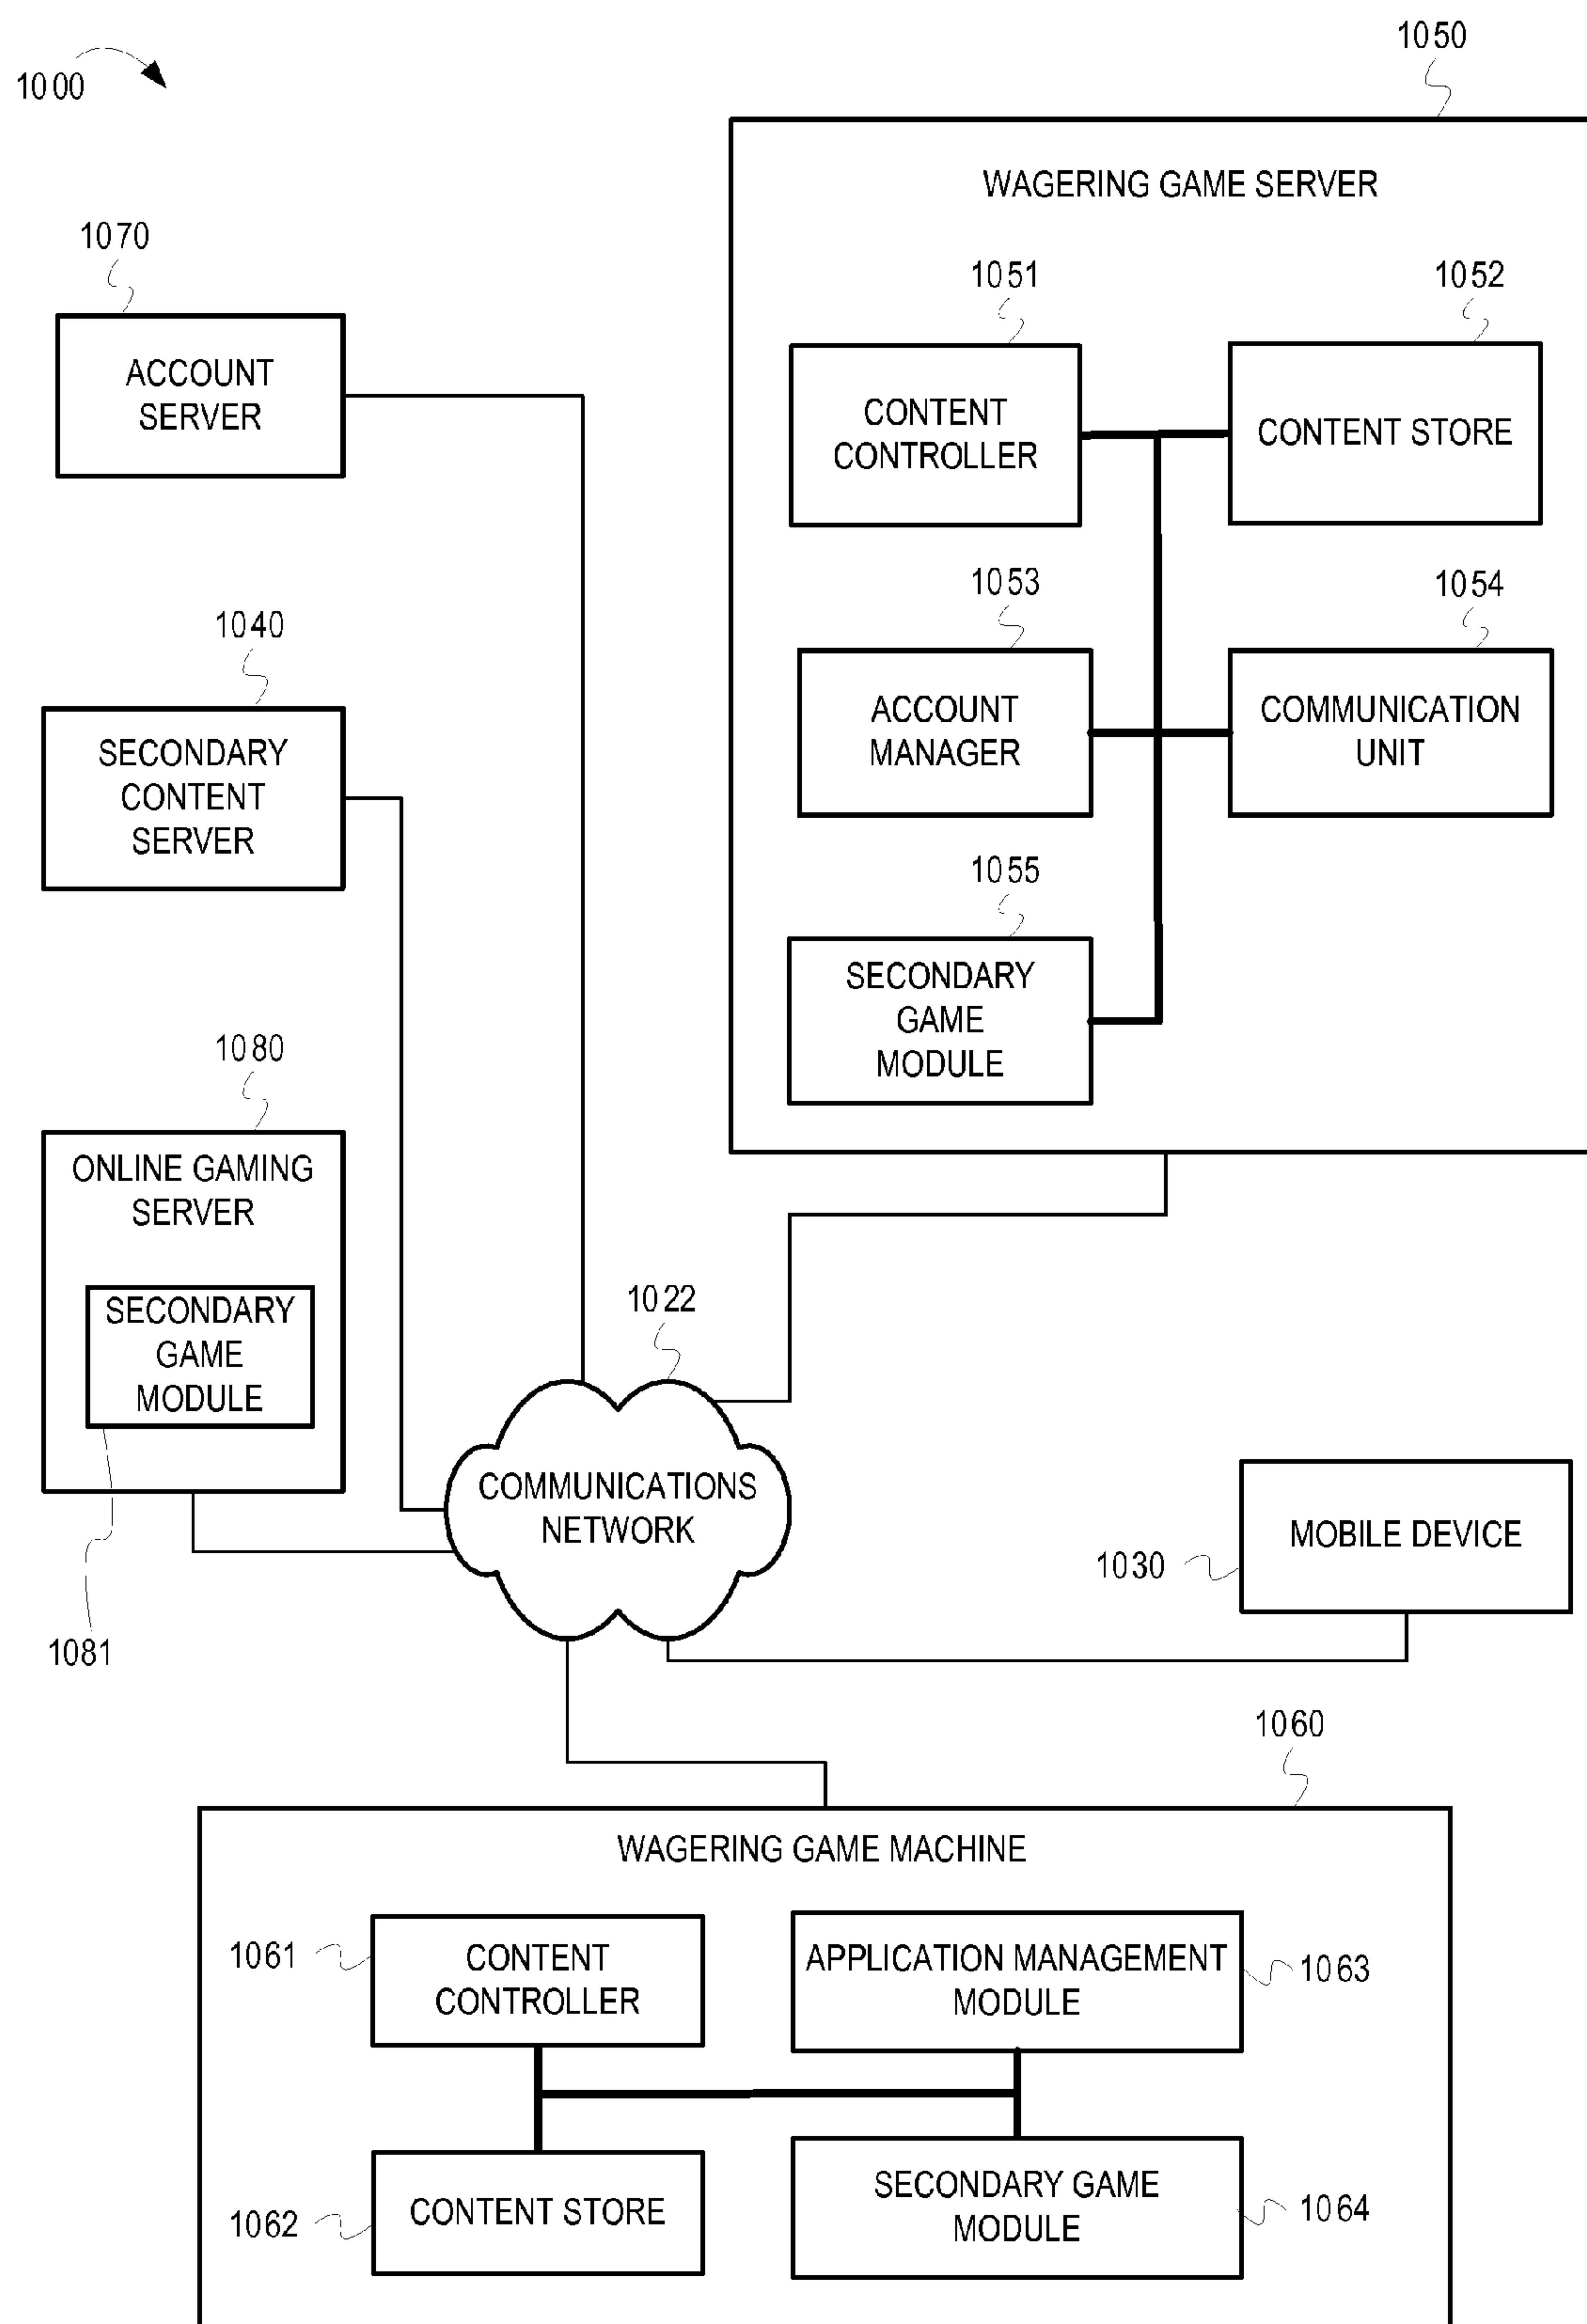 1000
1050
WAGERING GAME SERVER
1070
ACCOUNT
SERVER
1051
CONTENT
CONTROLLER
1052
CONTENT STORE
1053
ACCOUNT
MANAGER
1054
COMMUNICATION
UNIT
1055
SECONDARY
GAME
MODULE
1040
SECONDARY
CONTENT
SERVER
1080
ONLINE GAMING
SERVER
SECONDARY
GAME
MODULE
1081
1022
COMMUNICATIONS
NETWORK
MOBILE DEVICE
1030
1060
WAGERING GAME MACHINE
1061
CONTENT
CONTROLLER
APPLICATION MANAGEMENT
MODULE
1063
1062
CONTENT STORE
SECONDARY GAME
MODULE
1064